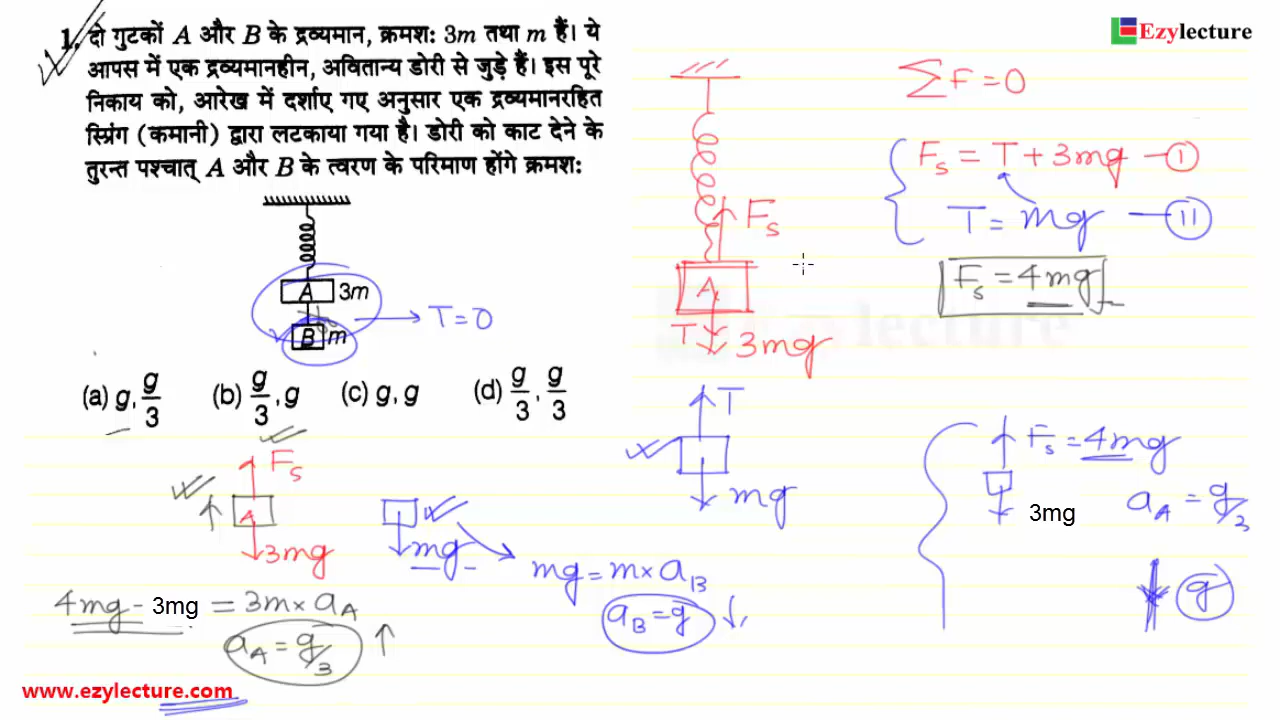 1. दो गुटकों A और B के द्रव्यमान, क्रमशः 3m तथा m हैं। ये
आपस में एक द्रव्यमानहीन, अवितान्य डोरी से जुड़े हैं। इस पूरे
निकाय को, आरेख में दर्शाए गए अनुसार एक द्रव्यमानरहित
स्प्रिंग (कमानी) द्वारा लटकाया गया है। डोरी को काट देने के
तुरन्त पश्चात् A और B के त्वरण के परिमाण होंगे क्रमशः
A 3m
B m
T=0
(a) g, g/3 (b) g/3, g (c) g, g (d) g/3, g/3
Fs
A
3mg
mg
4mg - 3mg = 3m×aA
aA = g/3
mg = m×aB
aB = g
www.ezylecture.com
Ezylecture
ΣF=0
Fs = T + 3mg - I
T = mg - II
Fs = 4mg
Fs
A
T
3mg
lecture
T
mg
Fs = 4mg
3mg
aA = g/3
g